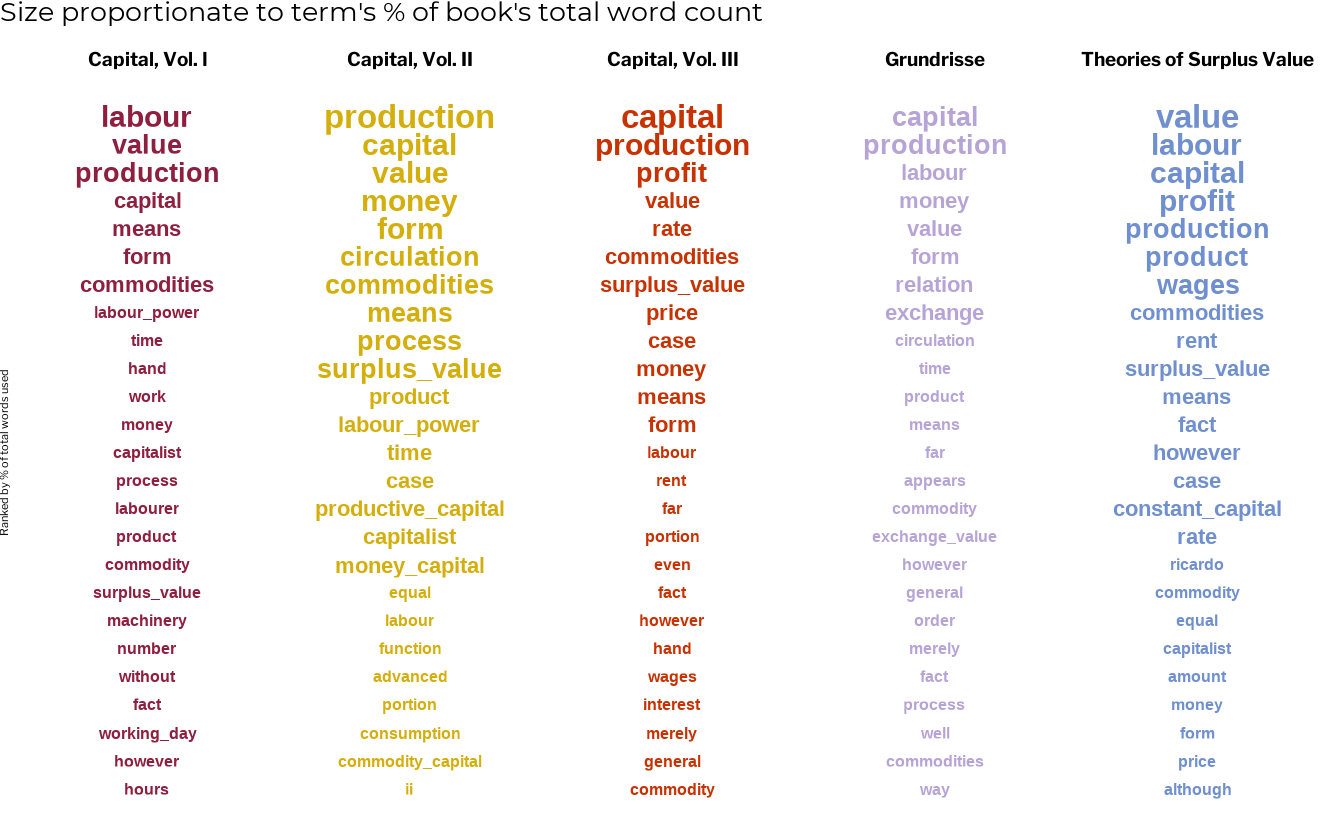 Size proportionate to term's % of book's total word count
Capital, Vol. I
labour
value
production
capital
means
form
commodities
labour_power
time
hand
work
money
capitalist
process
labourer
product
commodity
surplus_value
machinery
number
without
fact
working_day
however
hours
Capital, Vol. II
production
capital
value
money
form
circulation
commodities
means
process
surplus_value
product
labour_power
time
case
productive_capital
capitalist
money_capital
equal
labour
function
advanced
portion
consumption
commodity_capital
ii
Capital, Vol. III
capital
production
profit
value
rate
commodities
surplus_value
price
case
money
means
form
labour
rent
far
portion
even
fact
however
hand
wages
interest
merely
general
commodity
Grundrisse
capital
production
labour
money
value
form
relation
exchange
circulation
time
product
means
far
appears
commodity
exchange_value
however
general
order
merely
fact
process
well
commodities
way
Theories of Surplus Value
value
labour
capital
profit
production
product
wages
commodities
rent
surplus_value
means
fact
however
case
constant_capital
rate
ricardo
commodity
equal
capitalist
amount
money
form
price
although
Ranked by % of total words used